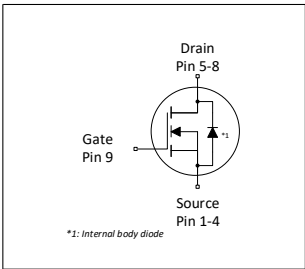 Drain
Pin 5-8
*1
Gate
Pin 9
Source
Pin 1-4
*1: Internal body diode